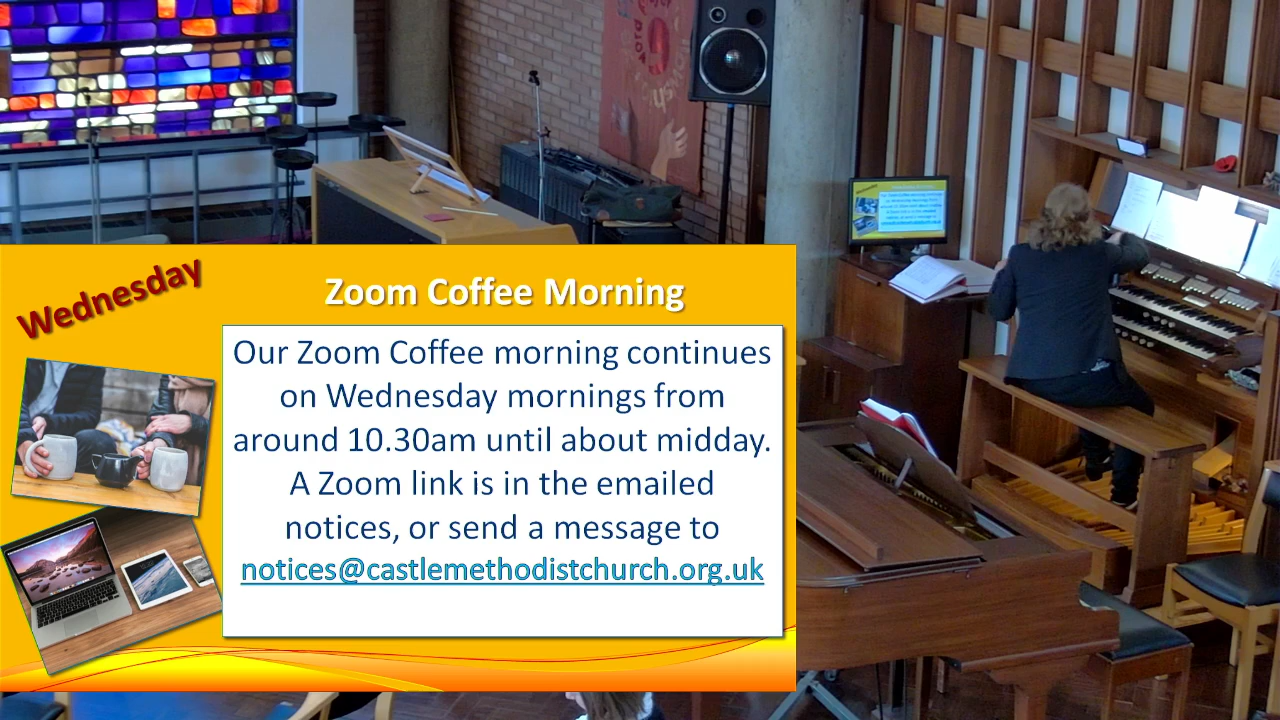 Wednesday
Zoom Coffee Morning
Our Zoom Coffee morning continues
on Wednesday mornings from
around 10.30am until about midday.
A Zoom link is in the emailed
notices, or send a message to
notices@castlemethodistchurch.org.uk